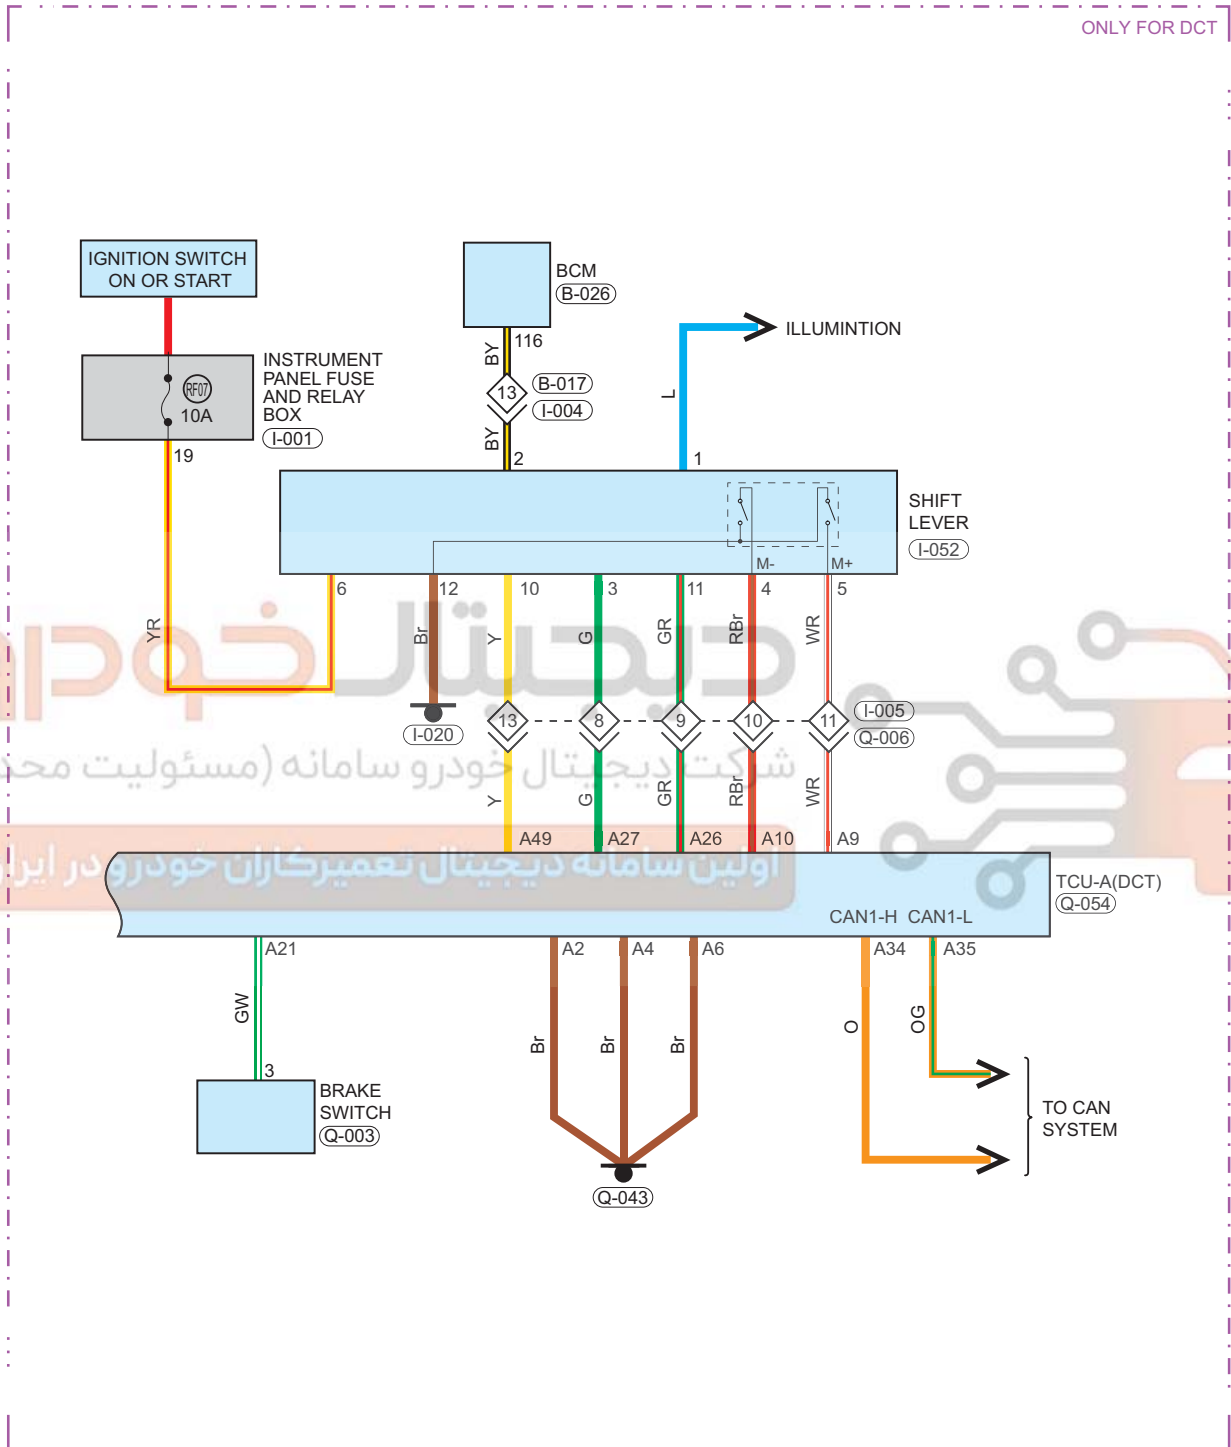 ONLY FOR DCT
IGNITION SWITCH
ON OR START
BCM
B-026
116
BY
ILLUMINTION
INSTRUMENT
PANEL FUSE
AND RELAY
BOX
I-001
RF07
10A
13
B-017
I-004
L
BY
19
2
1
SHIFT
LEVER
I-052
M-
M+
6
12
10
3
11
4
5
YR
Br
Y
G
GR
RBr
WR
دیجیتال خودرو
I-020
13
8
9
10
11
I-005
Q-006
شرکت دیجیتال خودرو سامانه (مسئولیت
Y
G
GR
RBr
WR
A49
A27
A26
A10
A9
اولین سامانه دیجیتال تعمیرکاران خودرو در ایران
TCU-A(DCT)
Q-054
CAN1-H
CAN1-L
A21
A2
A4
A6
A34
A35
GW
Br
Br
Br
O
OG
3
BRAKE
SWITCH
Q-003
TO CAN
SYSTEM
Q-043